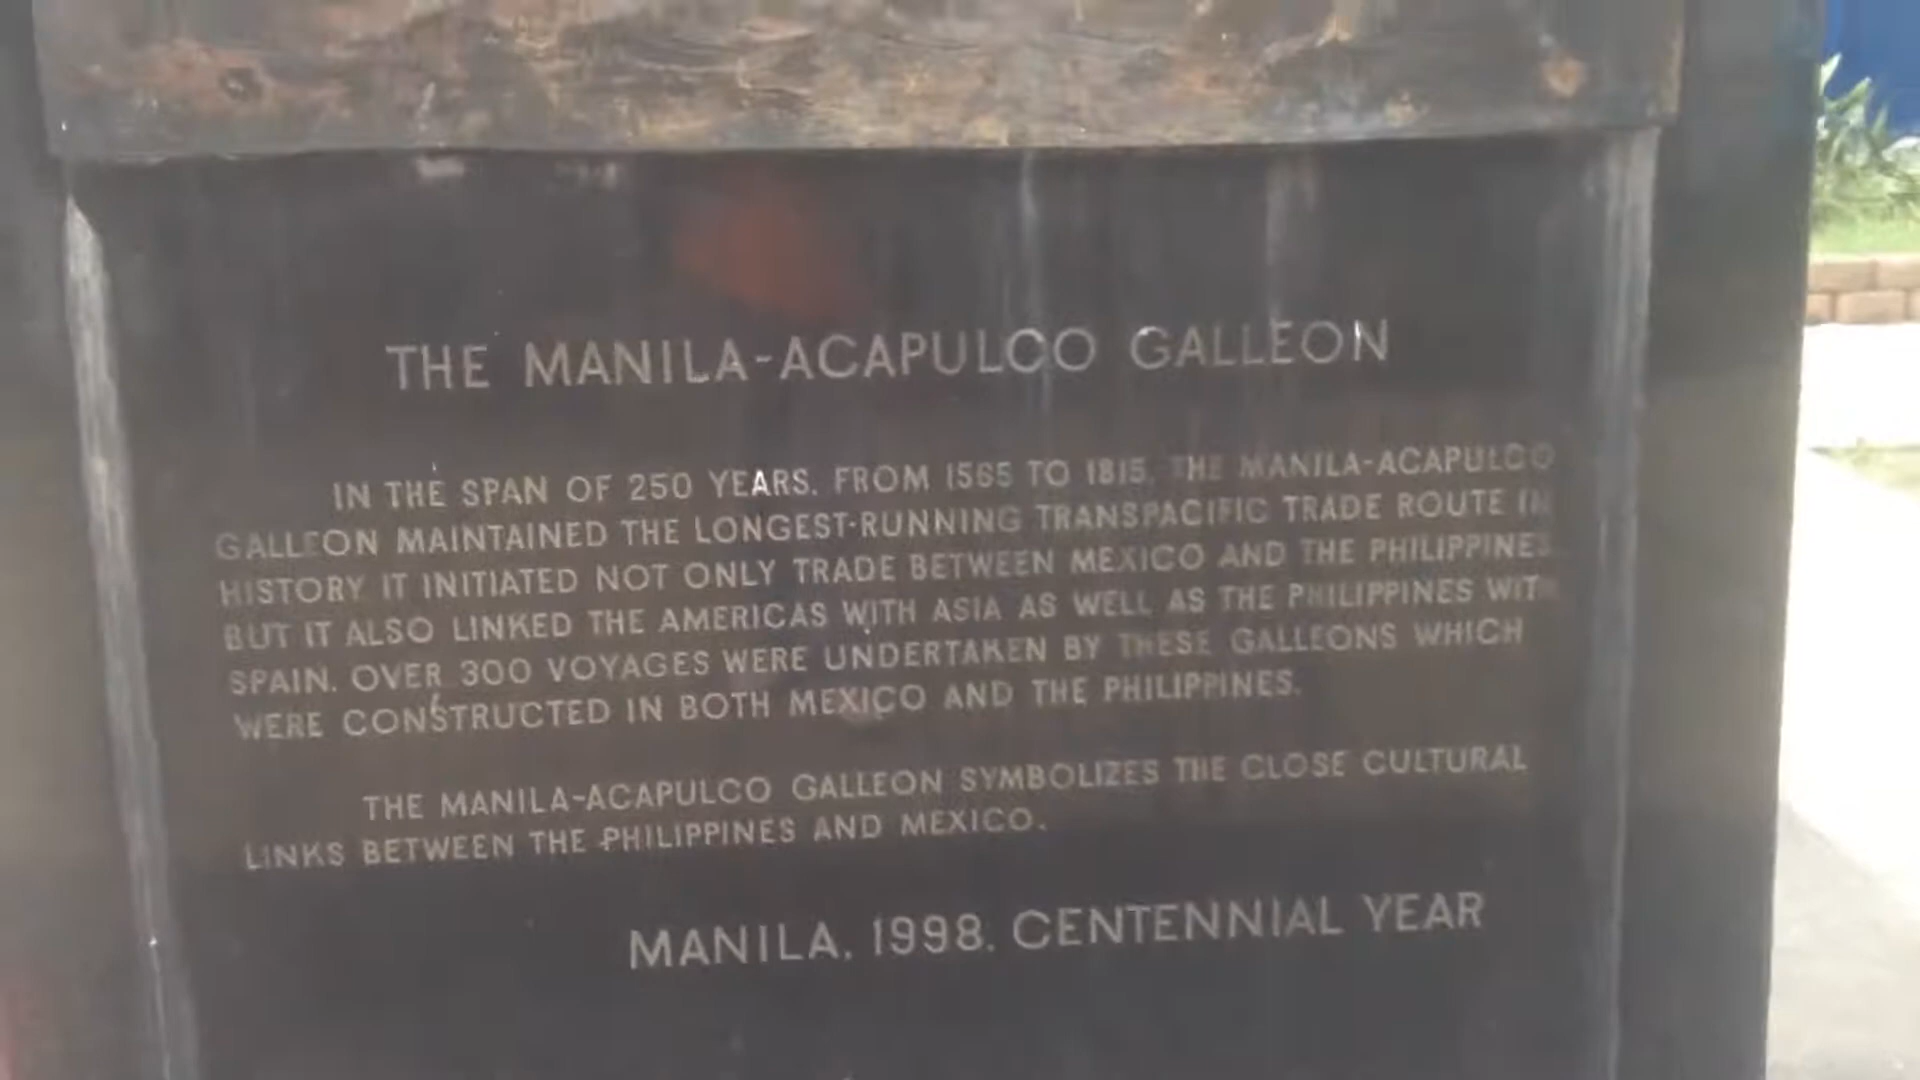 THE MANILA-ACAPULCO GALLEON
IN THE SPAN OF 250 YEARS, FROM 1565 TO 1815, THE MANILA-ACAPULCO
GALLEON MAINTAINED THE LONGEST-RUNNING TRANSPACIFIC TRADE ROUTE IN
HISTORY IT INITIATED NOT ONLY TRADE BETWEEN MEXICO AND THE PHILIPPINES
BUT IT ALSO LINKED THE AMERICAS WITH ASIA AS WELL AS THE PHILIPPINES WITH
SPAIN. OVER 300 VOYAGES WERE UNDERTAKEN BY THESE GALLEONS WHICH
WERE CONSTRUCTED IN BOTH MEXICO AND THE PHILIPPINES.
THE MANILA-ACAPULCO GALLEON SYMBOLIZES THE CLOSE CULTURAL
LINKS BETWEEN THE PHILIPPINES AND MEXICO.
MANILA, 1998, CENTENNIAL YEAR